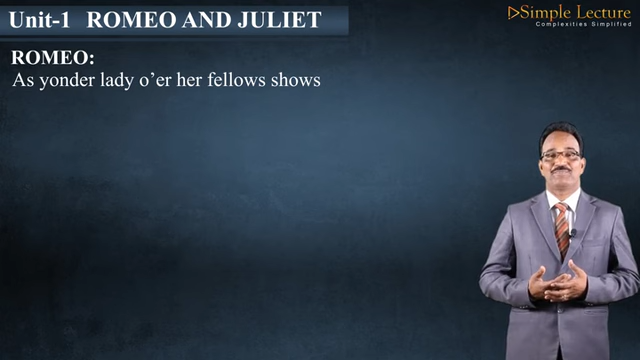 Unit-1 ROMEO AND JULIET
Simple Lecture
Complexities Simplified
ROMEO:
As yonder lady o’er her fellows shows